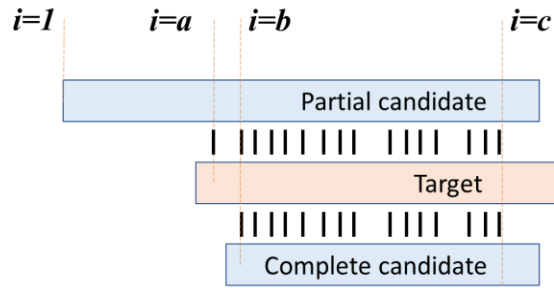 i=1 i=a i=b i=c
Partial candidate
Target
Complete candidate